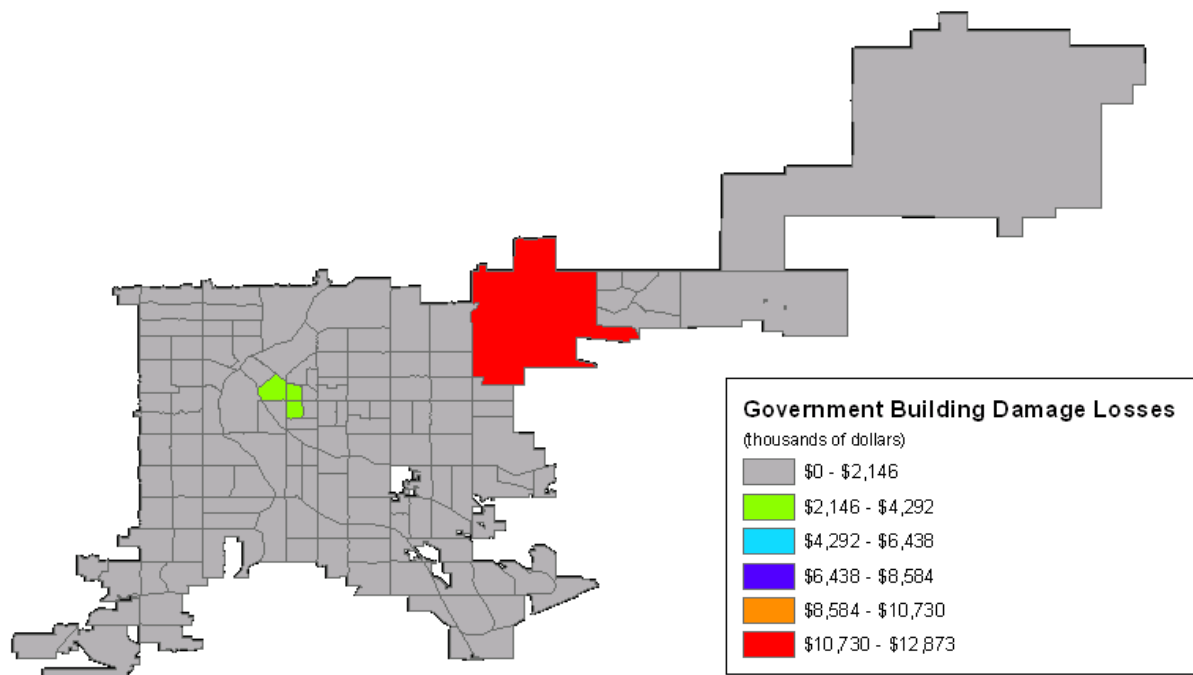 Government Building Damage Losses
(thousands of dollars)
$0 - $2,146
$2,146 - $4,292
$4,292 - $6,438
$6,438 - $8,584
$8,584 - $10,730
$10,730 - $12,873